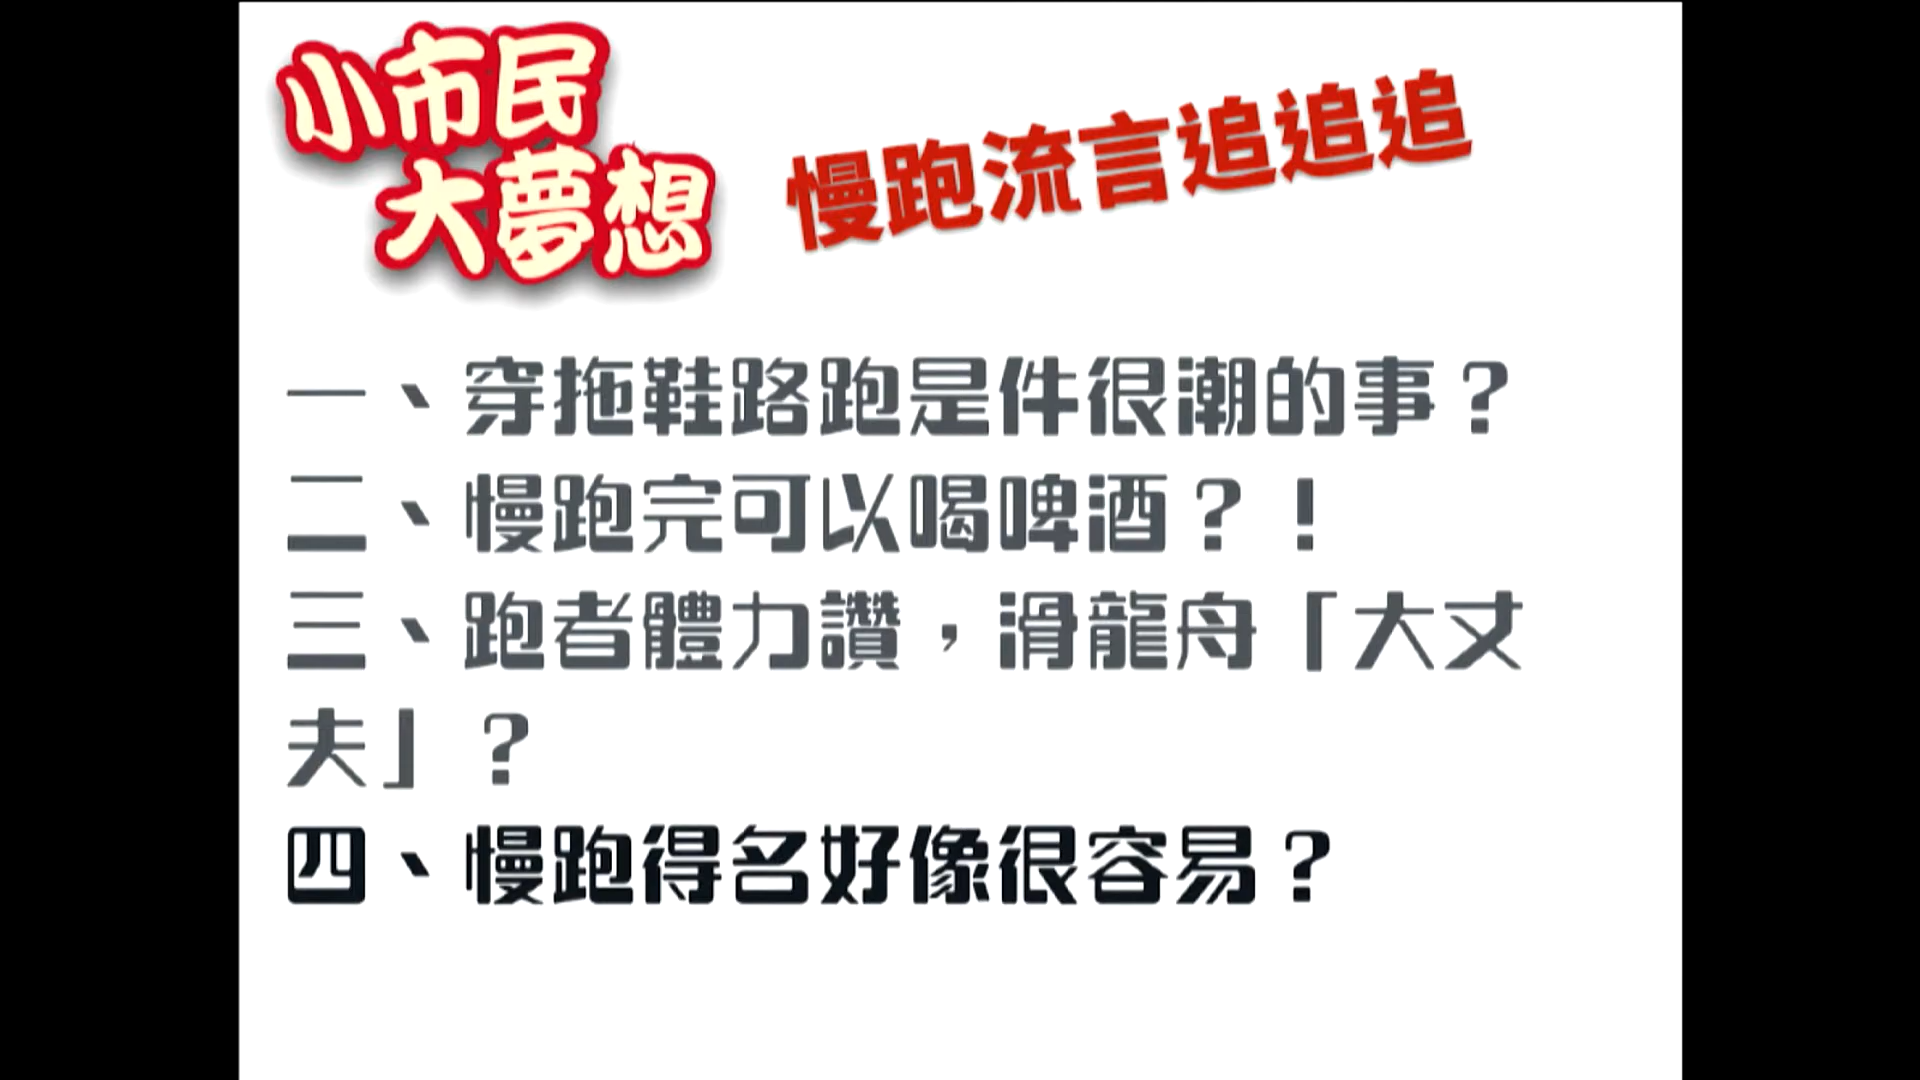 小市民
大夢想
慢跑流言追追追
一、穿拖鞋路跑是件很潮的事？
二、慢跑完可以喝啤酒？！
三、跑者體力讚，滑龍舟「大丈
夫」？
四、慢跑得名好像很容易？